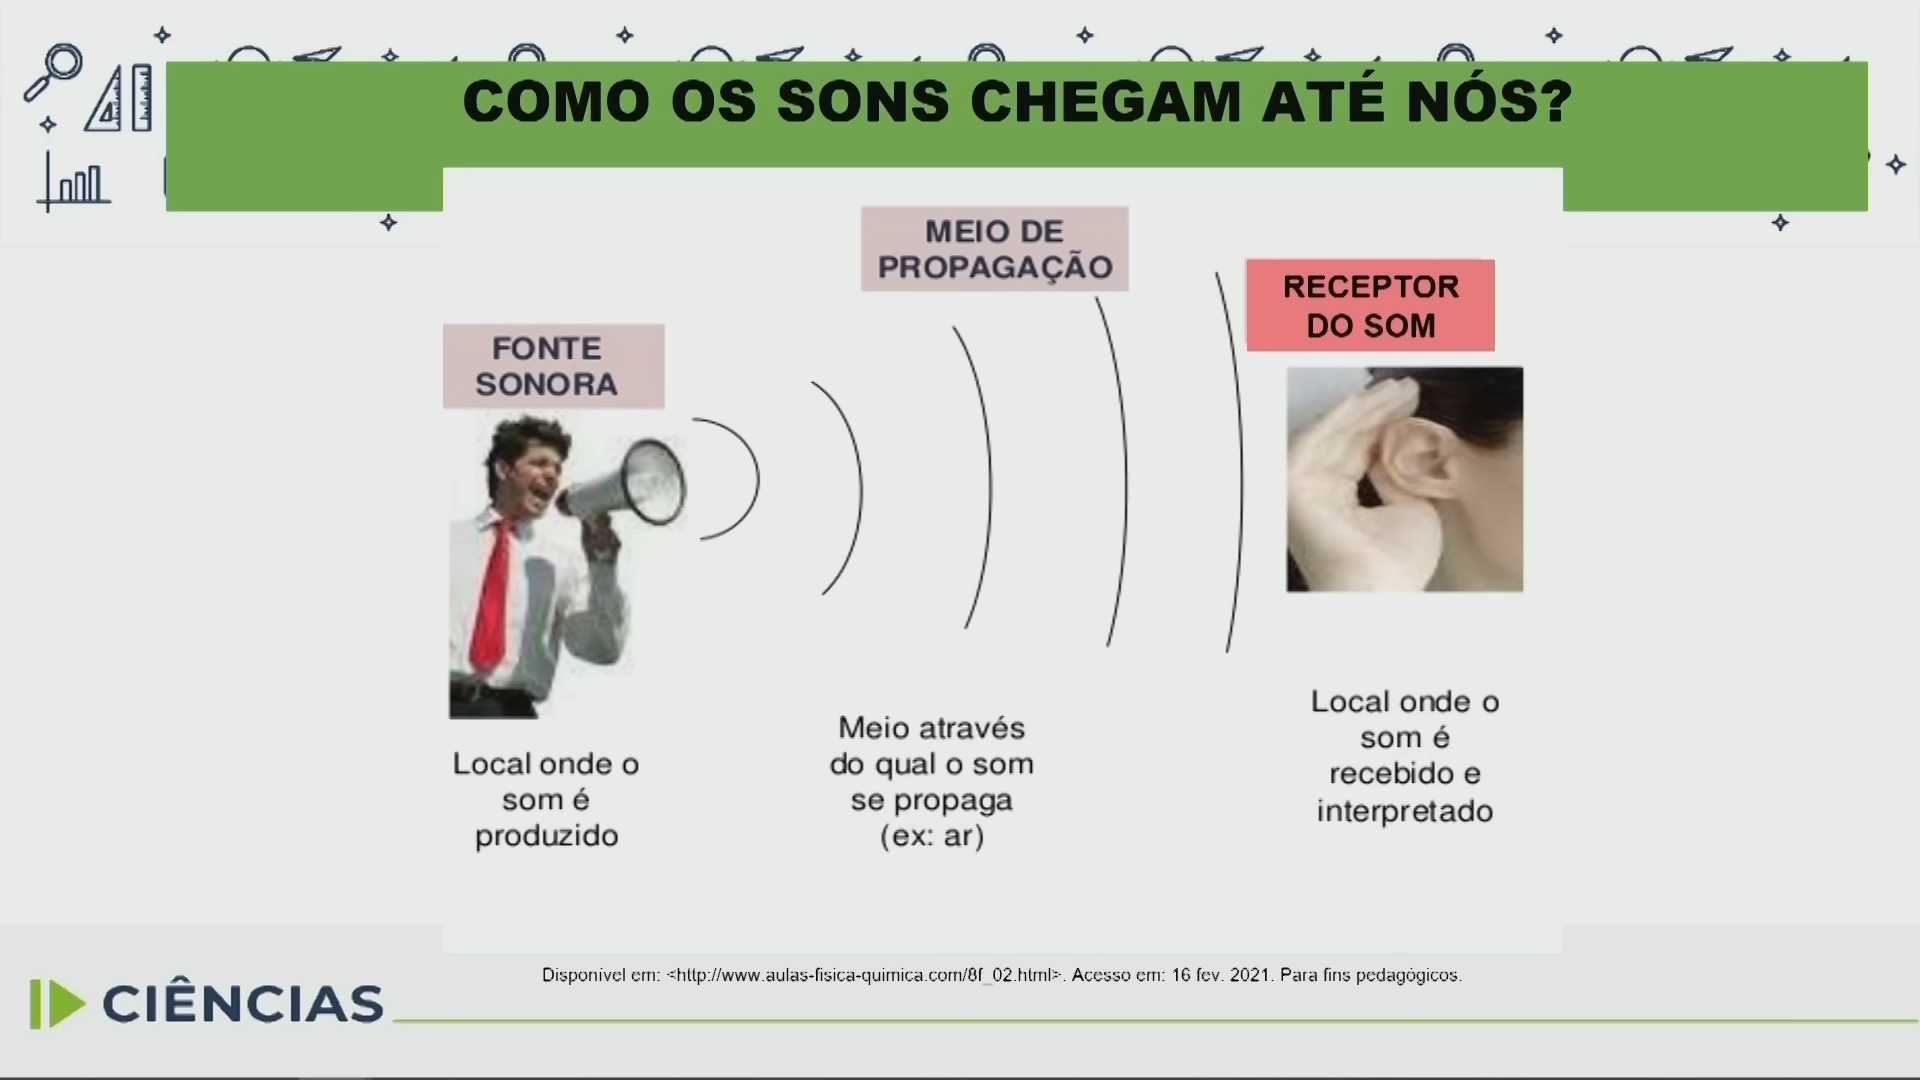 COMO OS SONS CHEGAM ATÉ NÓS?
MEIO DE
PROPAGAÇÃO
RECEPTOR
DO SOM
FONTE
SONORA
Local onde o
som é
produzido
Meio através
do qual o som
se propaga
(ex: ar)
Local onde o
som é
recebido e
interpretado
Disponível em: <http://www.aulas-fisica-quimica.com/8f_02.html>. Acesso em: 16 fev. 2021. Para fins pedagógicos.
CIÊNCIAS